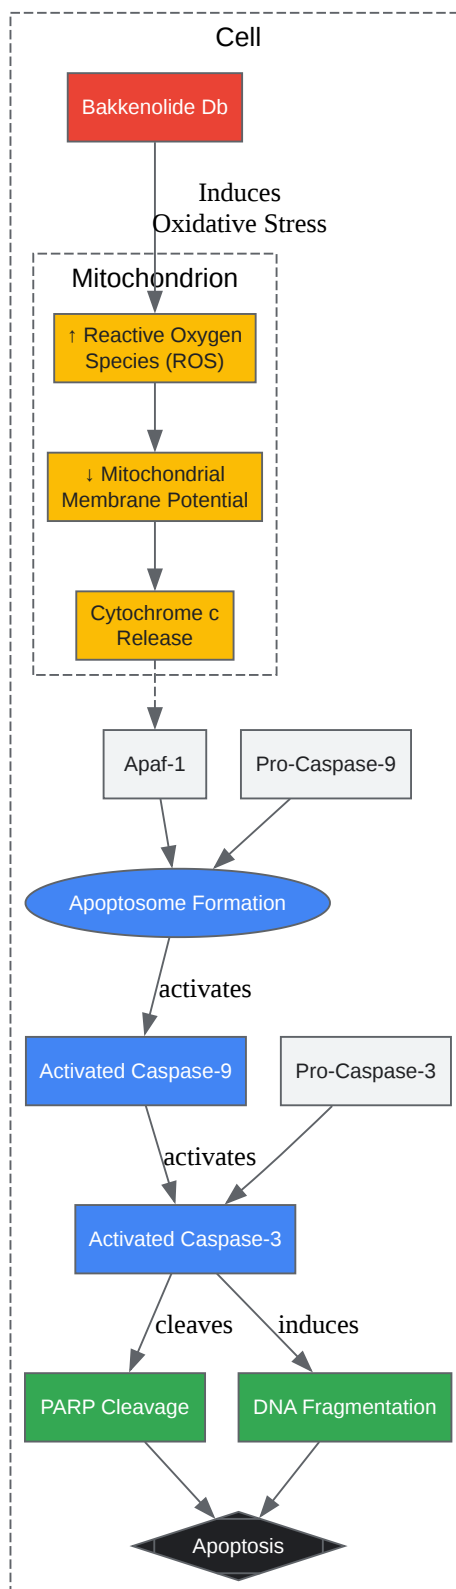 Cell
Bakkenolide Db
Induces
Oxidative Stress
Mitochondrion
↑ Reactive Oxygen
Species (ROS)
↓ Mitochondrial
Membrane Potential
Cytochrome c
Release
Apaf-1
Pro-Caspase-9
Apoptosome Formation
activates
Activated Caspase-9
Pro-Caspase-3
activates
Activated Caspase-3
cleaves
induces
PARP Cleavage
DNA Fragmentation
Apoptosis